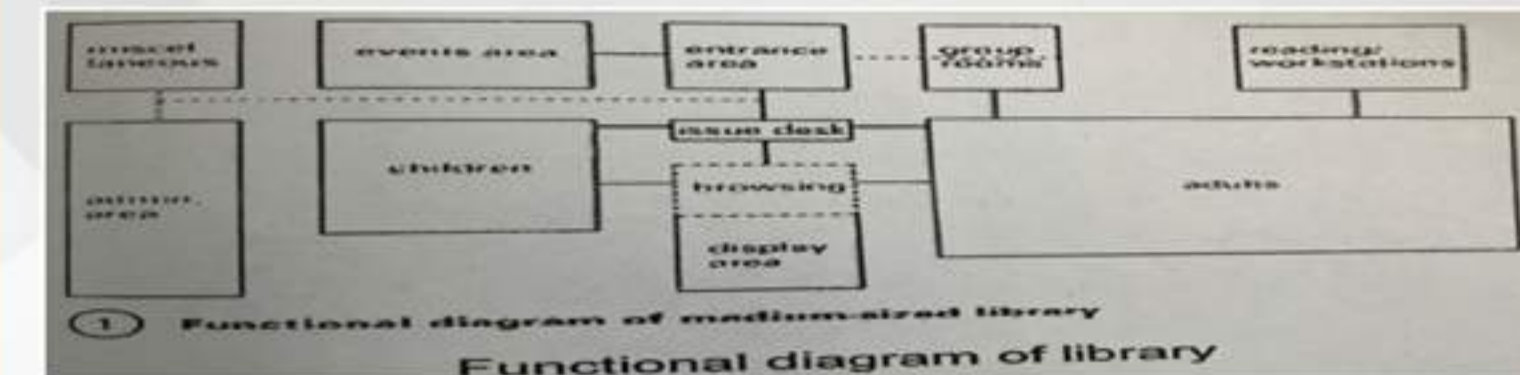 miscel
laneous
events area
entrance
area
group
rooms
reading/
workstations
issue desk
children
browsing
adults
admin.
area
display
area
1 Functional diagram of medium-sized library
Functional diagram of library